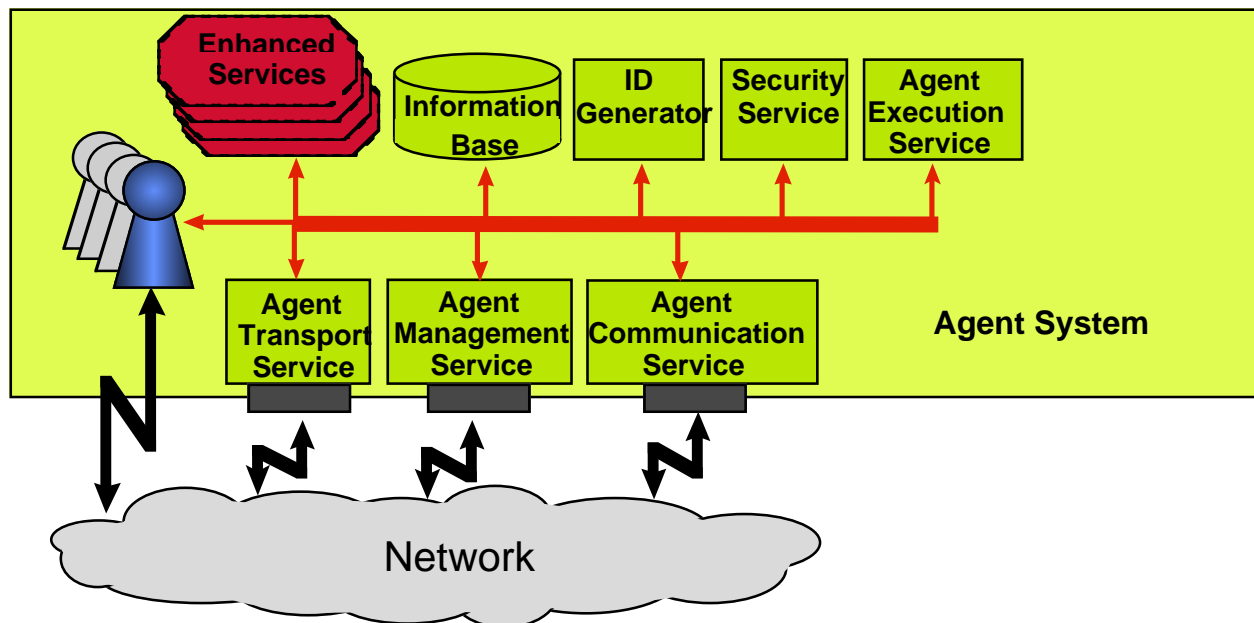 Enhanced
Services
Information
Base
ID
Generator
Security
Service
Agent
Execution
Service
Agent
Transport
Service
Agent
Management
Service
Agent
Communication
Service
Agent System
Network